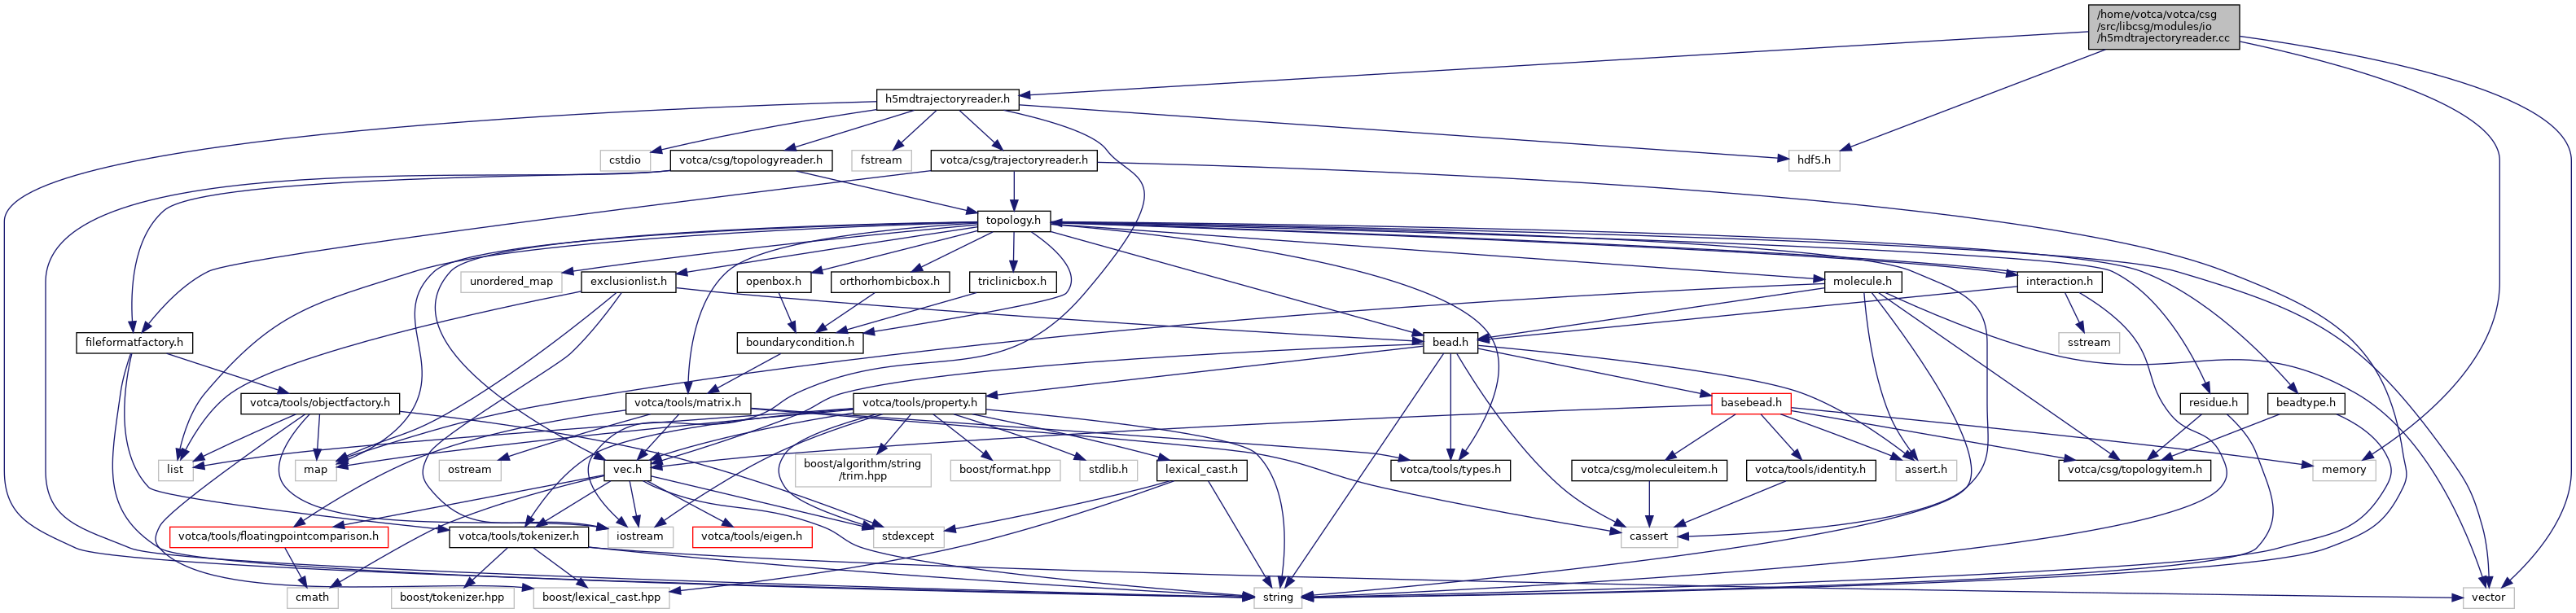 /home/votca/votca/csg
/src/libcsg/modules/io
/h5mdtrajectoryreader.cc
h5mdtrajectoryreader.h
cstdio
votca/csg/topologyreader.h
fstream
votca/csg/trajectoryreader.h
hdf5.h
topology.h
unordered_map
exclusionlist.h
openbox.h
orthorhombicbox.h
triclinicbox.h
molecule.h
interaction.h
fileformatfactory.h
boundarycondition.h
bead.h
sstream
votca/tools/objectfactory.h
votca/tools/matrix.h
votca/tools/property.h
basebead.h
residue.h
beadtype.h
list
map
ostream
vec.h
boost/algorithm/string
/trim.hpp
boost/format.hpp
stdlib.h
lexical_cast.h
votca/tools/types.h
votca/csg/moleculeitem.h
votca/tools/identity.h
assert.h
votca/csg/topologyitem.h
memory
votca/tools/floatingpointcomparison.h
votca/tools/tokenizer.h
iostream
votca/tools/eigen.h
stdexcept
cassert
cmath
boost/tokenizer.hpp
boost/lexical_cast.hpp
string
vector